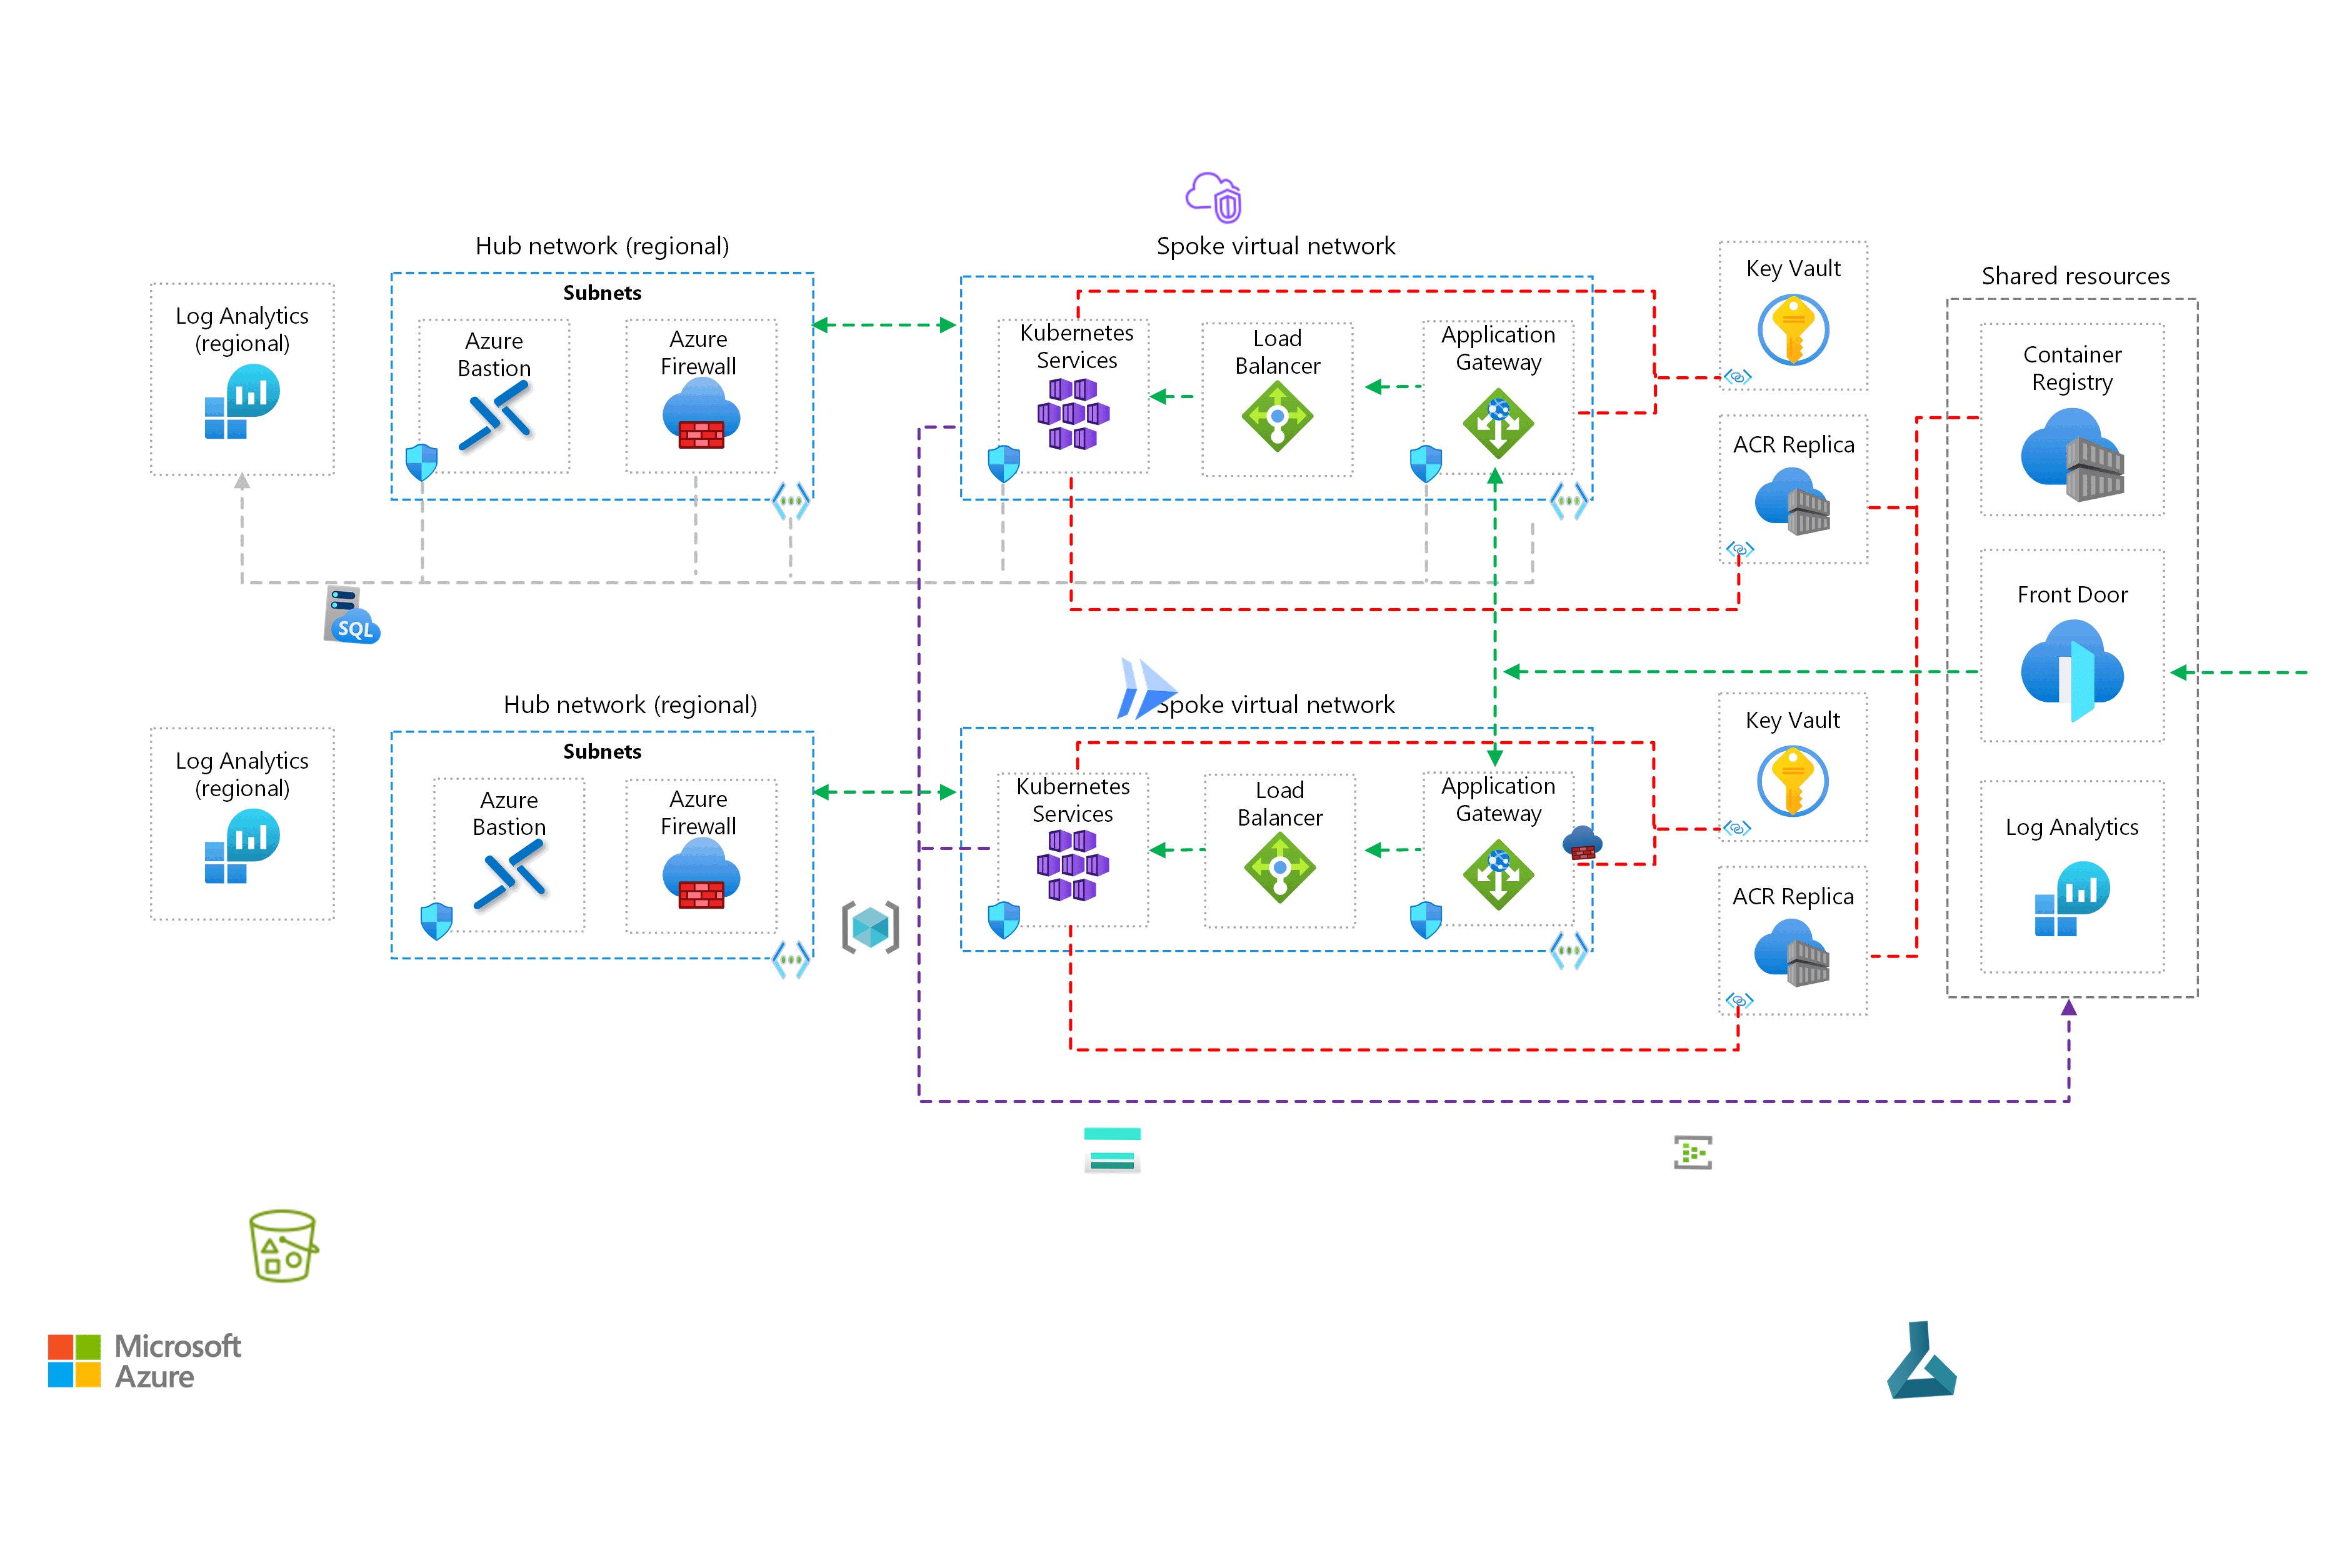 Hub network (regional)
Spoke virtual network
Shared resources
Log Analytics
(regional)
Subnets
Azure
Bastion
Azure
Firewall
Kubernetes
Services
Load
Balancer
Application
Gateway
Key Vault
ACR Replica
Container
Registry
SQL
Front Door
Hub network (regional)
Spoke virtual network
Log Analytics
(regional)
Subnets
Azure
Bastion
Azure
Firewall
Kubernetes
Services
Load
Balancer
Application
Gateway
Key Vault
ACR Replica
Log Analytics
Microsoft
Azure